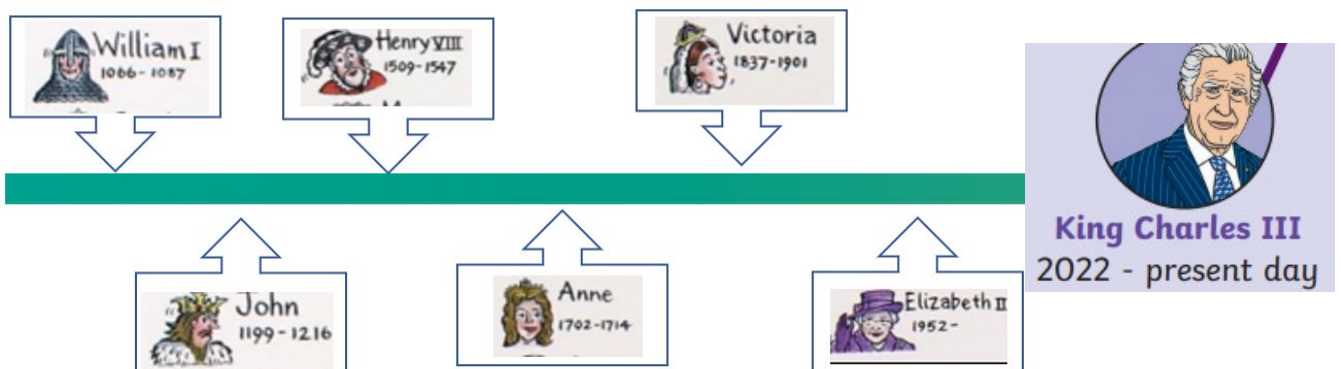 William I
1066 - 1087
Henry VIII
1509-1547
Victoria
1837-1901
King Charles III
2022 - present day
John
1199 - 1216
Anne
1702-1714
Elizabeth II
1952-